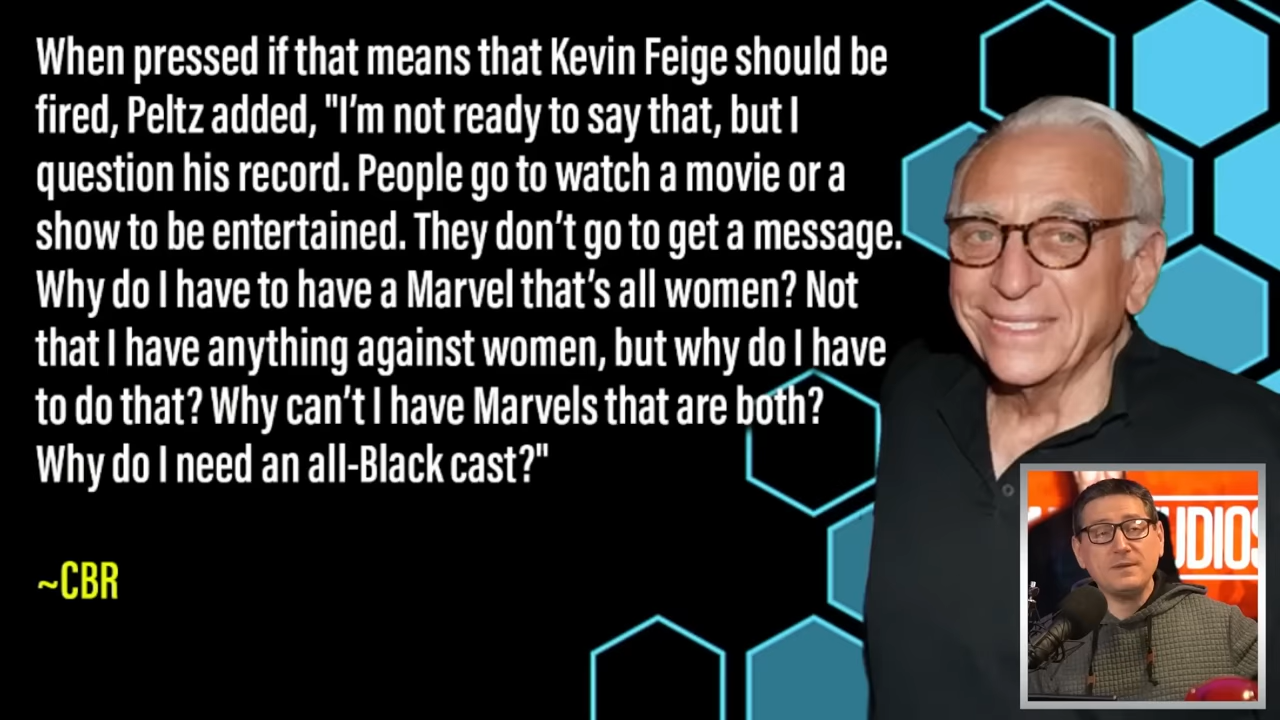 When pressed if that means that Kevin Feige should be
fired, Peltz added, "I’m not ready to say that, but I
question his record. People go to watch a movie or a
show to be entertained. They don’t go to get a message.
Why do I have to have a Marvel that’s all women? Not
that I have anything against women, but why do I have
to do that? Why can’t I have Marvels that are both?
Why do I need an all-Black cast?"
~CBR